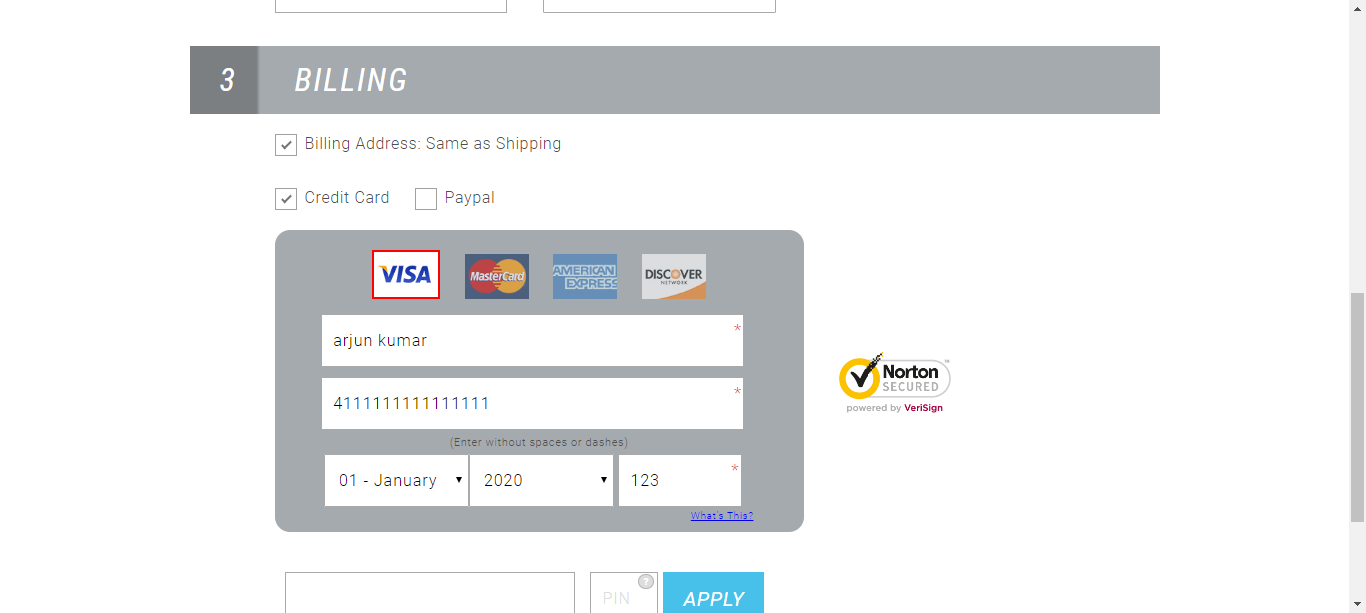 3 BILLING
Billing Address: Same as Shipping
Credit Card Paypal
VISA MasterCard AMERICAN EXPRESS DISCOVER NETWORK
arjun kumar *
4111111111111111 *
(Enter without spaces or dashes)
01 - January 2020 123 *
What's This?
Norton™
SECURED
powered by VeriSign
PIN ? APPLY